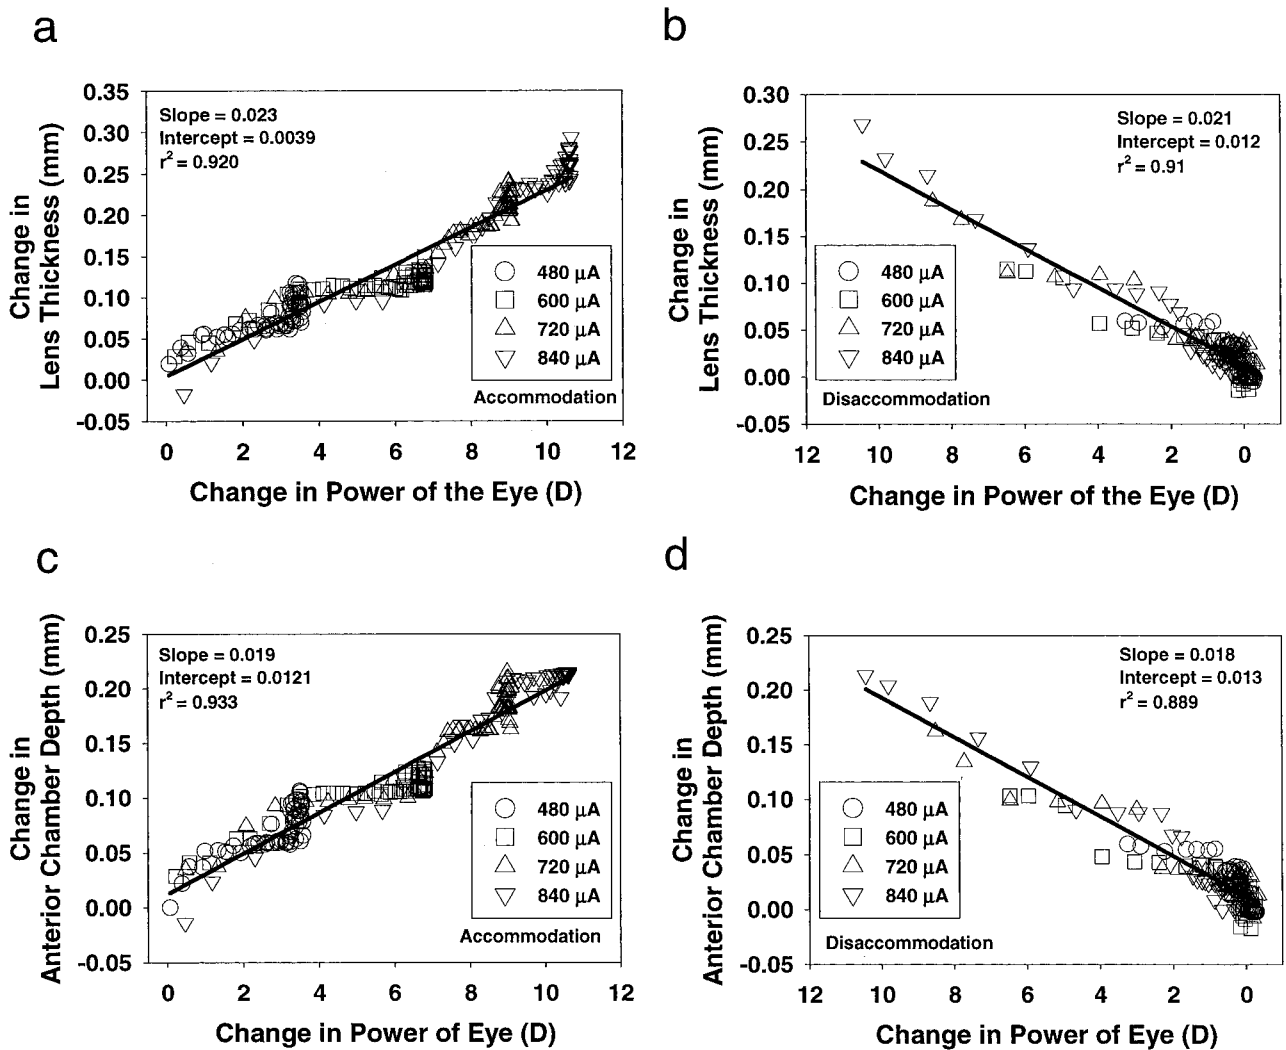 a
Slope = 0.023
Intercept = 0.0039
r² = 0.920
Change in
Lens Thickness (mm)
0.35
0.30
0.25
0.20
0.15
0.10
0.05
0.00
-0.05
480 µA
600 µA
720 µA
840 µA
Accommodation
0 2 4 6 8 10 12
Change in Power of the Eye (D)
b
Slope = 0.021
Intercept = 0.012
r² = 0.91
Change in
Lens Thickness (mm)
0.30
0.25
0.20
0.15
0.10
0.05
0.00
-0.05
480 µA
600 µA
720 µA
840 µA
Disaccommodation
12 10 8 6 4 2 0
Change in Power of the Eye (D)
c
Slope = 0.019
Intercept = 0.0121
r² = 0.933
Change in
Anterior Chamber Depth (mm)
0.25
0.20
0.15
0.10
0.05
0.00
-0.05
480 µA
600 µA
720 µA
840 µA
Accommodation
0 2 4 6 8 10 12
Change in Power of Eye (D)
d
Slope = 0.018
Intercept = 0.013
r² = 0.889
Change in
Anterior Chamber Depth (mm)
0.25
0.20
0.15
0.10
0.05
0.00
-0.05
480 µA
600 µA
720 µA
840 µA
Disaccommodation
12 10 8 6 4 2 0
Change in Power of Eye (D)